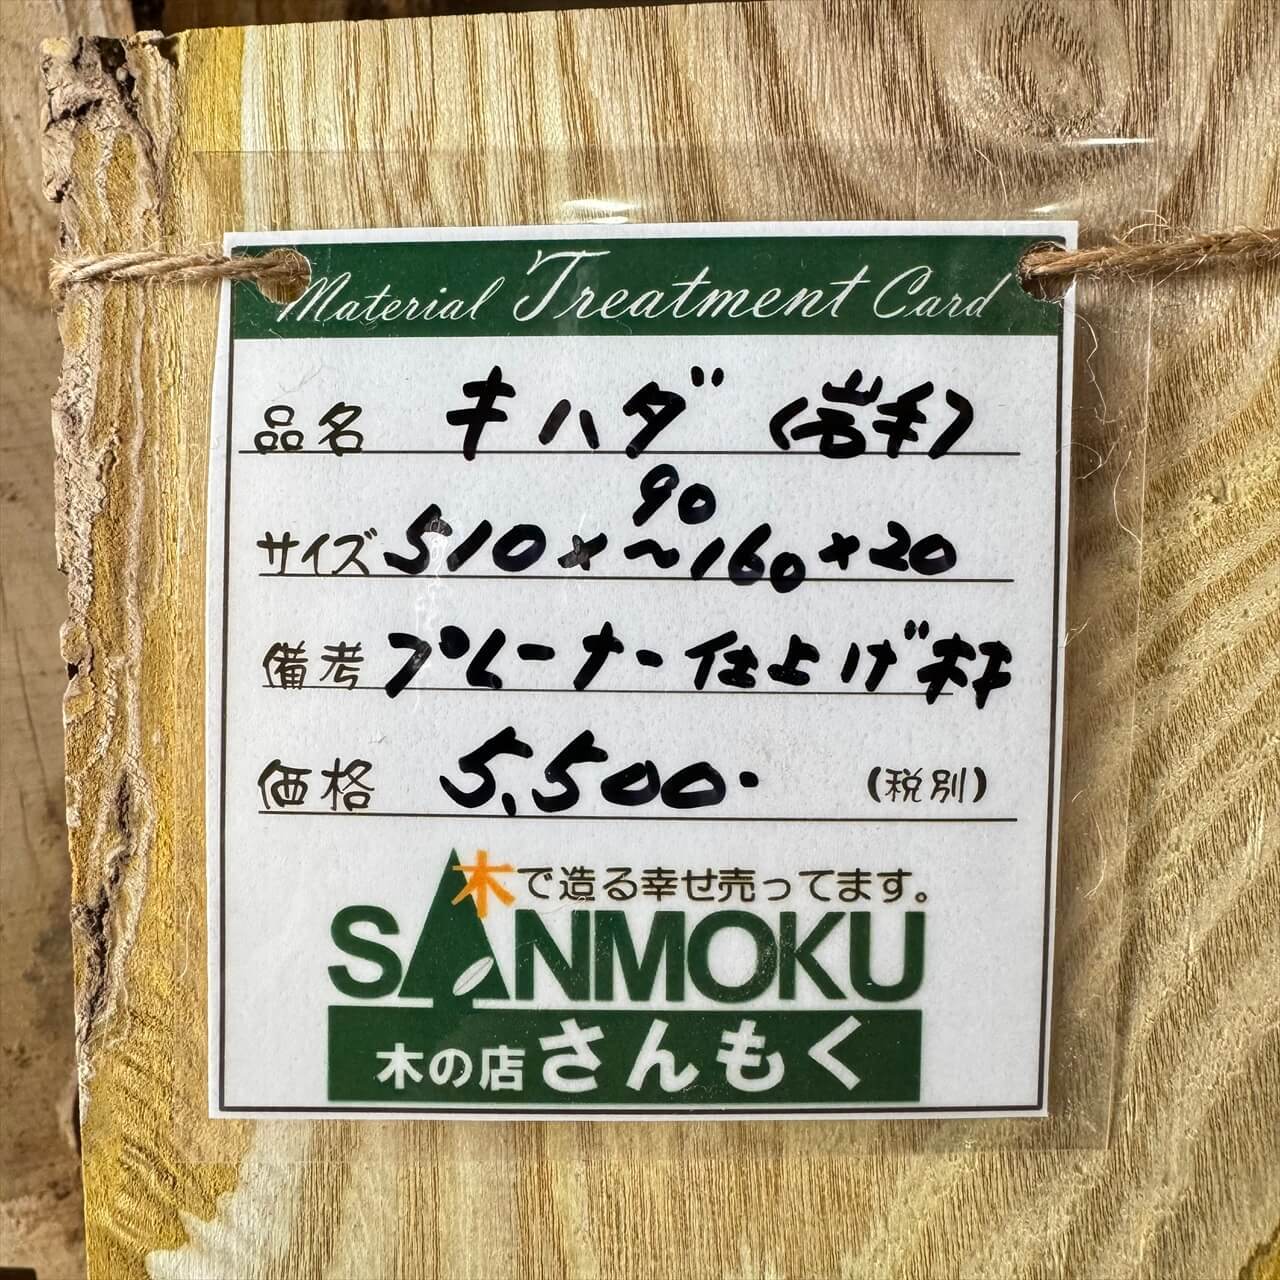 Material Treatment Card
品名 キハダ (岩手)
90
サイズ 510×～160×20
備考 プレーナー仕上げ材
価格 5,500. (税別)
木で造る幸せ売ってます。
SANMOKU
木の店さんもく